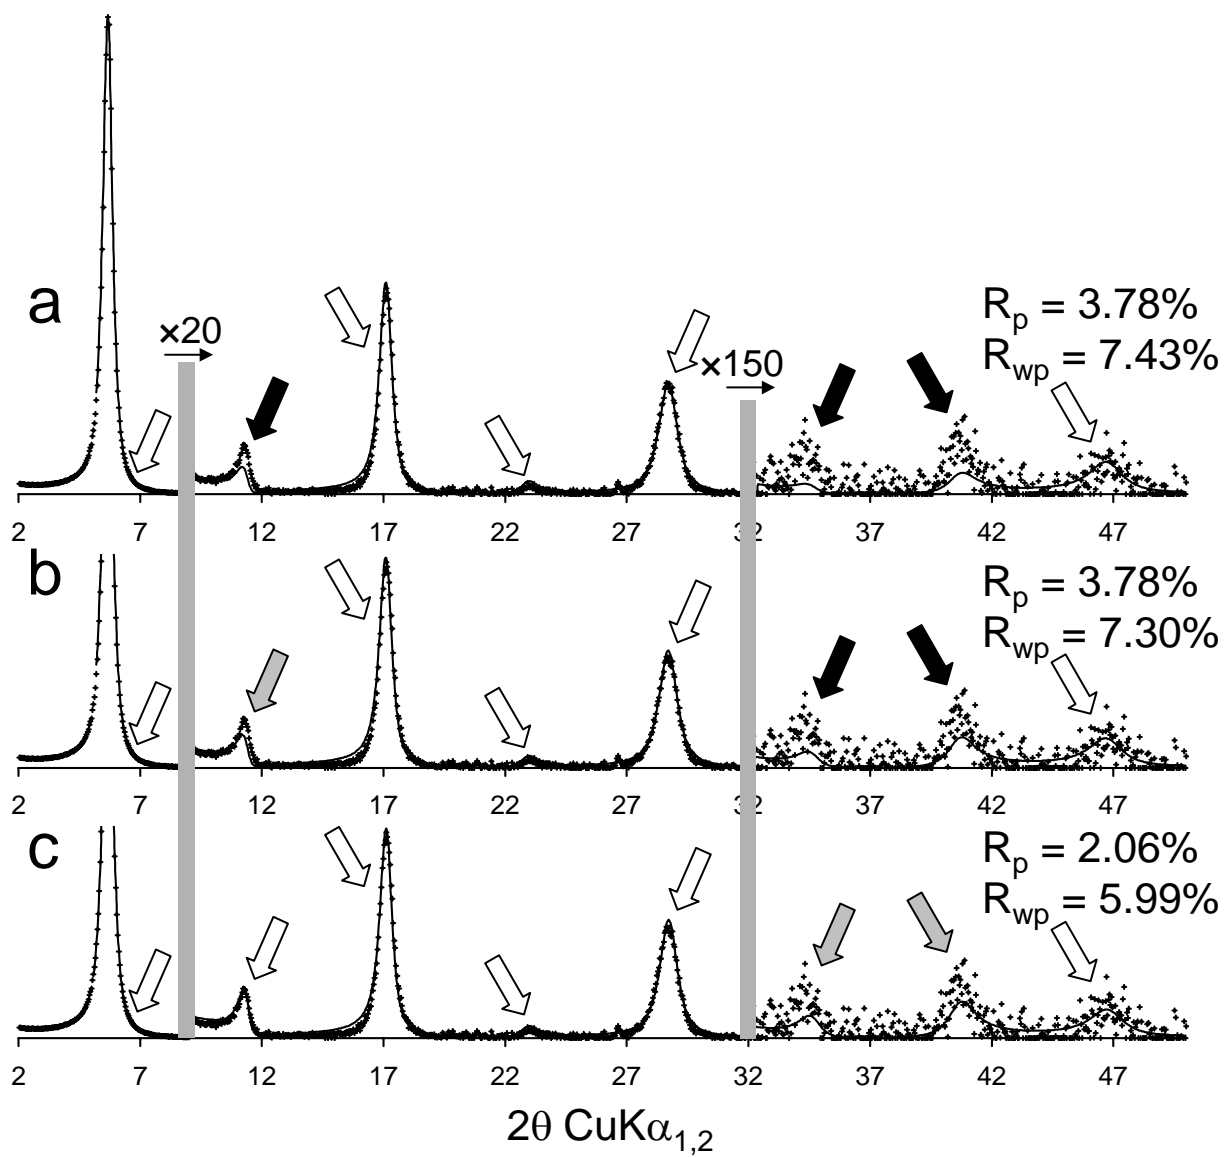 a
×20
×150
R_p = 3.78%
R_wp = 7.43%
2 7 12 17 22 27 32 37 42 47
b
R_p = 3.78%
R_wp = 7.30%
2 7 12 17 22 27 32 37 42 47
c
R_p = 2.06%
R_wp = 5.99%
2 7 12 17 22 27 32 37 42 47
2θ CuKα_1,2